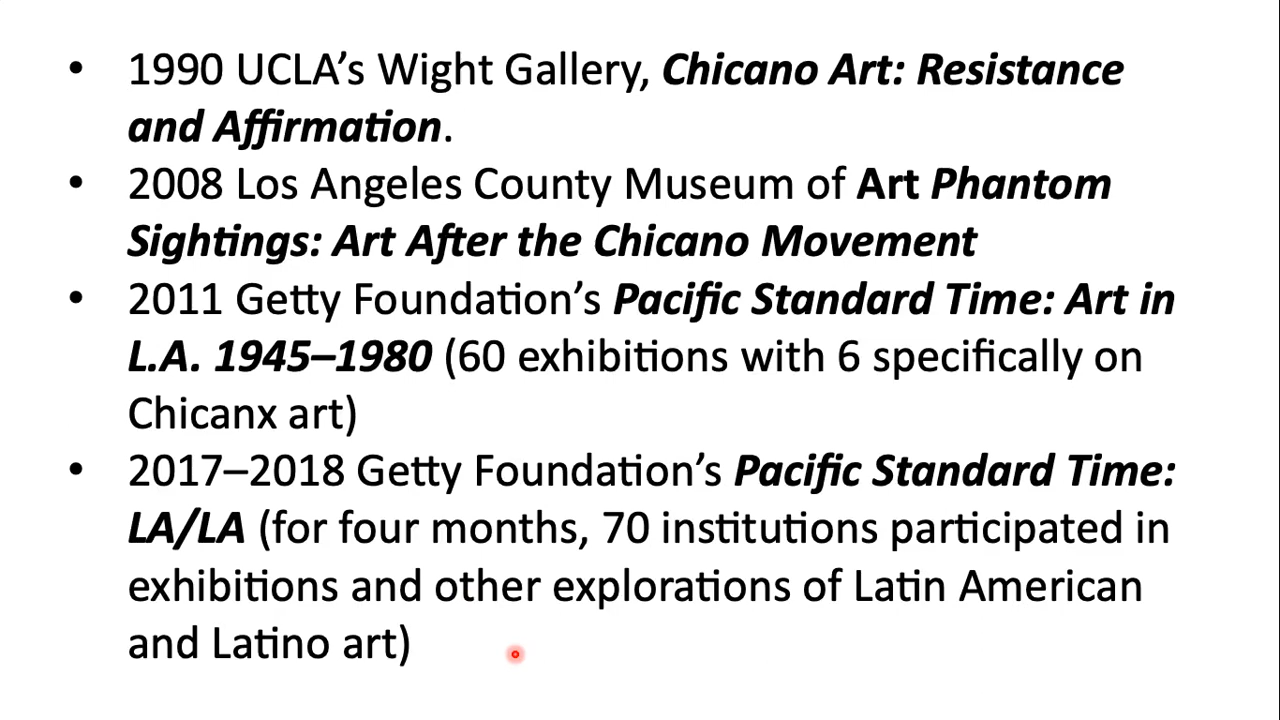 • 1990 UCLA’s Wight Gallery, Chicano Art: Resistance
and Affirmation.
• 2008 Los Angeles County Museum of Art Phantom
Sightings: Art After the Chicano Movement
• 2011 Getty Foundation’s Pacific Standard Time: Art in
L.A. 1945–1980 (60 exhibitions with 6 specifically on
Chicanx art)
• 2017–2018 Getty Foundation’s Pacific Standard Time:
LA/LA (for four months, 70 institutions participated in
exhibitions and other explorations of Latin American
and Latino art)